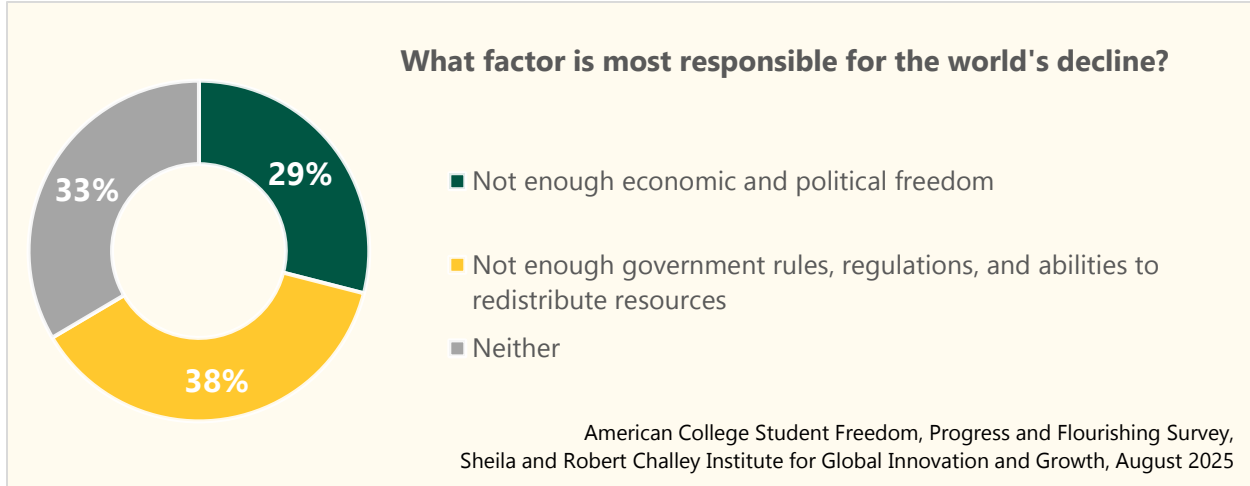 What factor is most responsible for the world's decline?
29%
33%
38%
Not enough economic and political freedom
Not enough government rules, regulations, and abilities to
redistribute resources
Neither
American College Student Freedom, Progress and Flourishing Survey,
Sheila and Robert Challey Institute for Global Innovation and Growth, August 2025